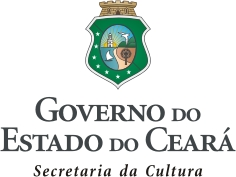 GOVERNO DO
ESTADO DO CEARÁ
Secretaria da Cultura